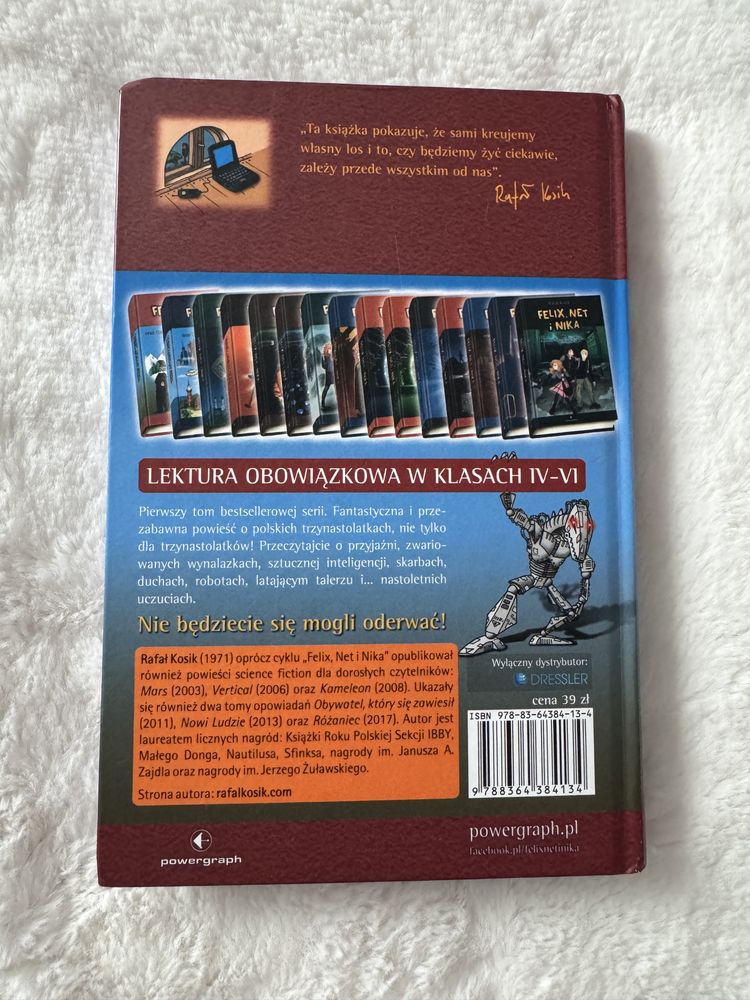 „Ta książka pokazuje, że sami kreujemy
własny los i to, czy będziemy żyć ciekawie,
zależy przede wszystkim od nas”.
Rafał Kosik
FELIX, NET
i NIKA
LEKTURA OBOWIĄZKOWA W KLASACH IV–VI
Pierwszy tom bestsellerowej serii. Fantastyczna i prze-
zabawna powieść o polskich trzynastolatkach, nie tylko
dla trzynastolatków! Przeczytajcie o przyjaźni, zwario-
wanych wynalazkach, sztucznej inteligencji, skarbach,
duchach, robotach, latającym talerzu i... nastoletnich
uczuciach.
Nie będziecie się mogli oderwać!
Rafał Kosik (1971) oprócz cyklu „Felix, Net i Nika” opublikował
również powieści science fiction dla dorosłych czytelników:
Mars (2003), Vertical (2006) oraz Kameleon (2008). Ukazały
się również dwa tomy opowiadań Obywatel, który się zawiesił
(2011), Nowi Ludzie (2013) oraz Różaniec (2017). Autor jest
laureatem licznych nagród: Książki Roku Polskiej Sekcji IBBY,
Małego Donga, Nautilusa, Sfinksa, nagrody im. Janusza A.
Zajdla oraz nagrody im. Jerzego Żuławskiego.
Strona autora: rafalkosik.com
Wyłączny dystrybutor:
DRESSLER
cena 39 zł
ISBN 978-83-64384-13-4
9 788364 384134
powergraph
powergraph.pl
facebook.pl/felixnetinika